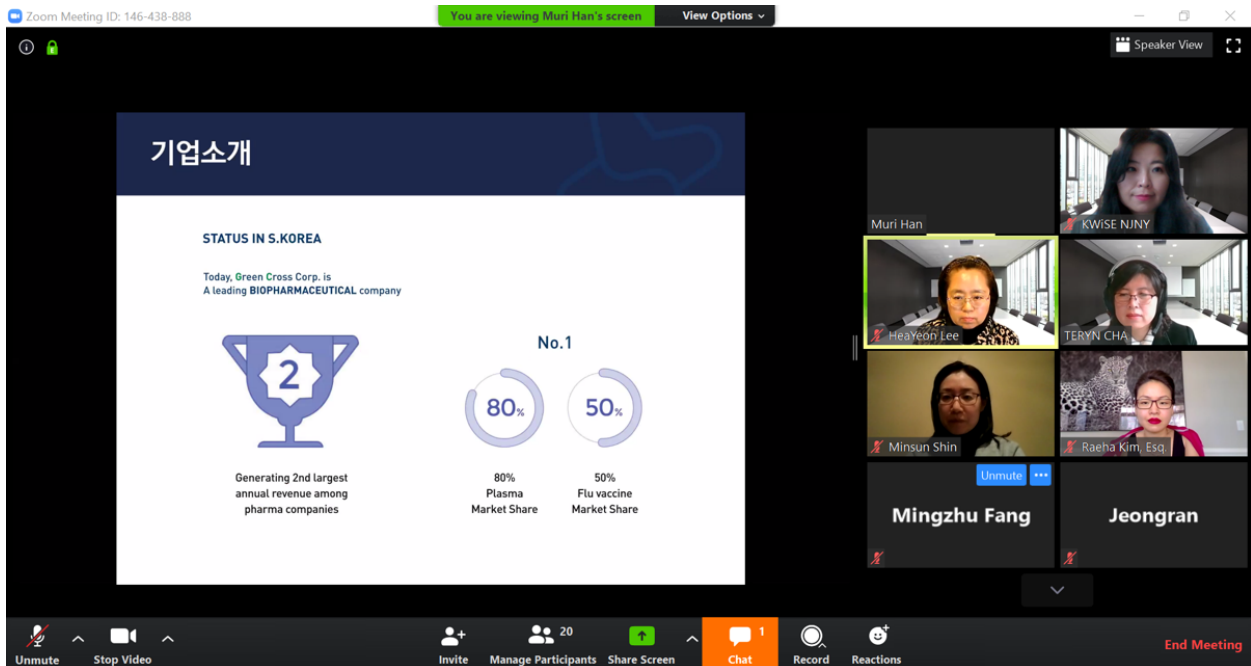 Zoom Meeting ID: 146-438-888
You are viewing Muri Han's screen
View Options
Speaker View
기업소개
STATUS IN S.KOREA
Today, Green Cross Corp. is
A leading BIOPHARMACEUTICAL company
2
Generating 2nd largest
annual revenue among
pharma companies
No.1
80%
50%
80%
Plasma
Market Share
50%
Flu vaccine
Market Share
Muri Han
KWiSE NJNY
HeaYeon Lee
TERYN CHA
Minsun Shin
Raeha Kim, Esq.
Unmute
Mingzhu Fang
Jeongran
Unmute
Stop Video
Invite
20
Manage Participants
Share Screen
1
Chat
Record
Reactions
End Meeting